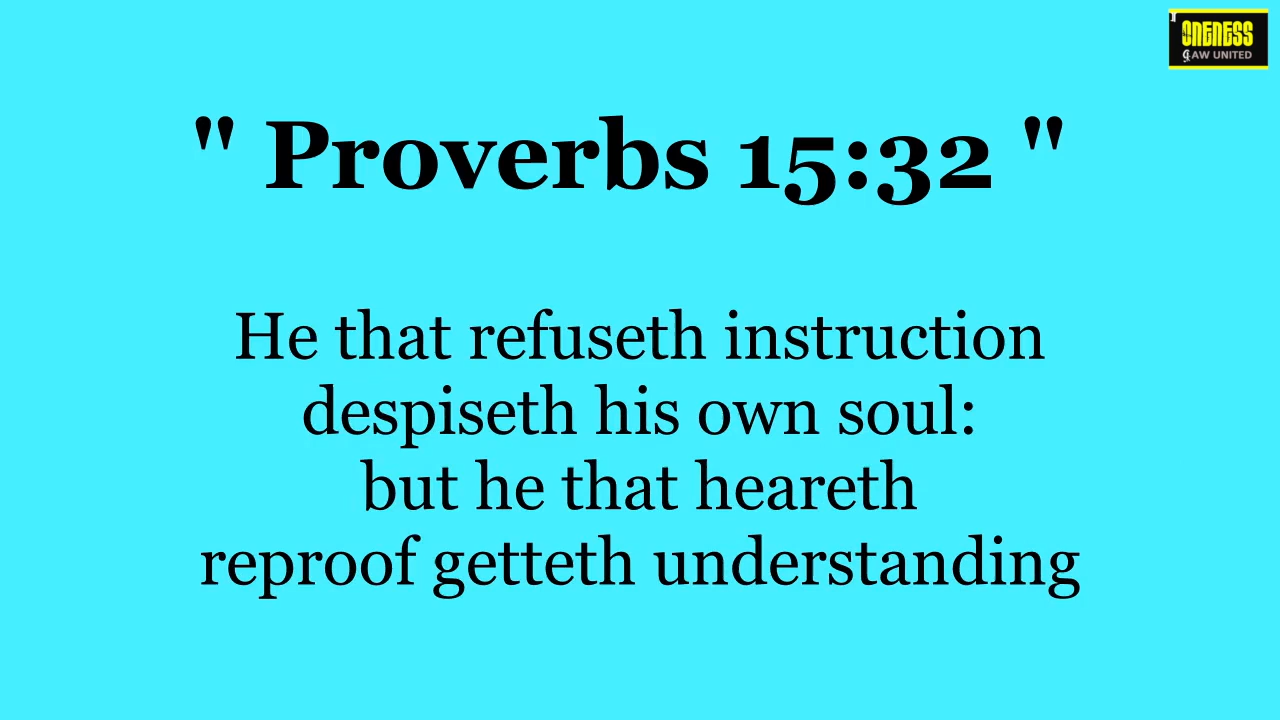 ONENESS
AW UNITED
" Proverbs 15:32 "
He that refuseth instruction
despiseth his own soul:
but he that heareth
reproof getteth understanding